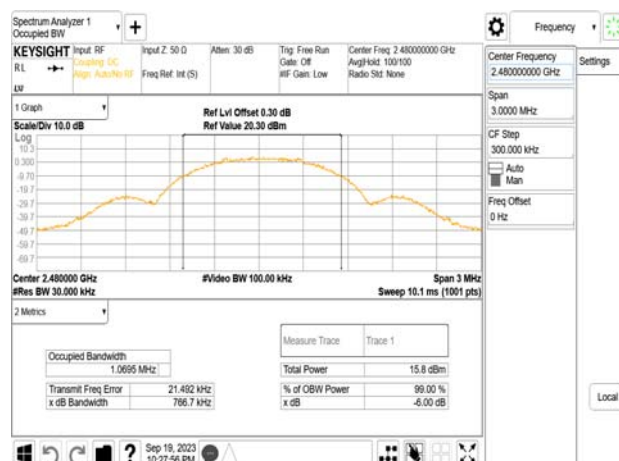 Spectrum Analyzer 1
Occupied BW
+
Frequency
KEYSIGHT
RL
LU
Input: RF
Coupling: DC
Align: Auto/No RF
Input Z: 50 Ω
Freq Ref: Int (S)
Atten: 30 dB
Trig: Free Run
Gate: Off
#IF Gain: Low
Center Freq: 2.480000000 GHz
Avg|Hold: 100/100
Radio Std: None
Center Frequency
2.480000000 GHz
Settings
Span
3.0000 MHz
CF Step
300.000 kHz
Auto
Man
Freq Offset
0 Hz
Local
1 Graph
Scale/Div 10.0 dB
Ref Lvl Offset 0.30 dB
Ref Value 20.30 dBm
Log
10.3
0.300
-9.70
-19.7
-29.7
-39.7
-49.7
-59.7
-69.7
Center 2.480000 GHz
#Res BW 30.000 kHz
#Video BW 100.00 kHz
Span 3 MHz
Sweep 10.1 ms (1001 pts)
2 Metrics
Measure Trace Trace 1
Occupied Bandwidth
1.0695 MHz
Total Power 15.8 dBm
Transmit Freq Error 21.492 kHz
% of OBW Power 99.00 %
x dB Bandwidth 766.7 kHz
x dB -6.00 dB
?
Sep 19, 2023
10:27:56 PM